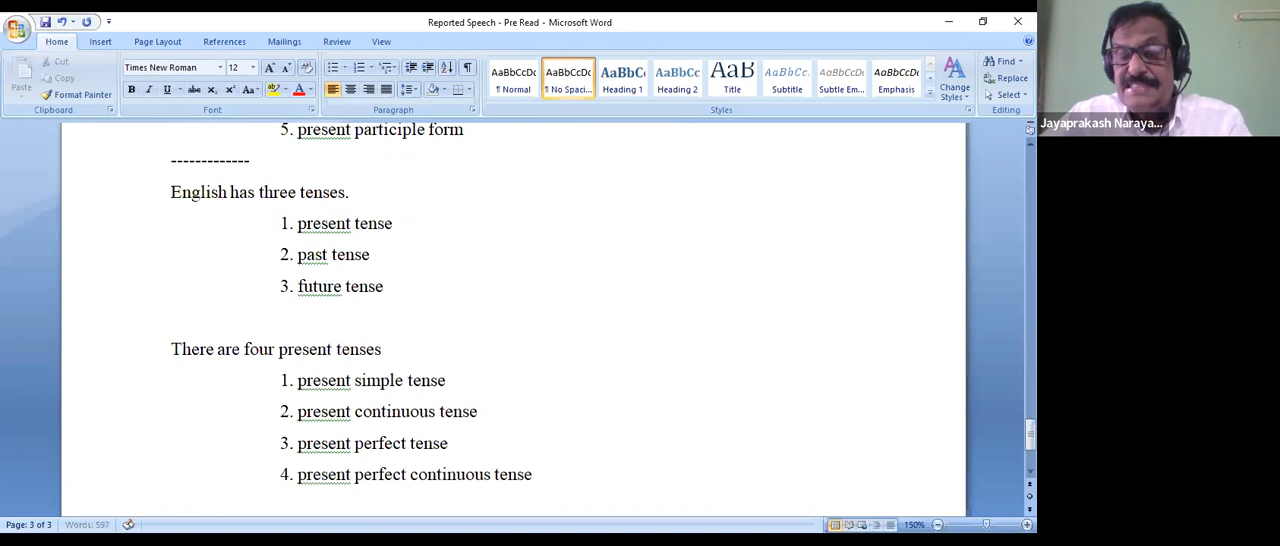 Reported Speech - Pre Read - Microsoft Word
Home Insert Page Layout References Mailings Review View
Paste
Cut
Copy
Format Painter
Clipboard
Times New Roman 12
Font
Paragraph
AaBbCcDc AaBbCcDc AaBbC AaBbCc AaB AaBbCc. AaBbCcDc AaBbCcDc
¶ Normal ¶ No Spaci... Heading 1 Heading 2 Title Subtitle Subtle Em... Emphasis
Change
Styles
Styles
Find
Replace
Select
Editing
Jayaprakash Naraya...
5. present participle form
-------------
English has three tenses.
1. present tense
2. past tense
3. future tense
There are four present tenses
1. present simple tense
2. present continuous tense
3. present perfect tense
4. present perfect continuous tense
Page: 3 of 3 Words: 597 150%